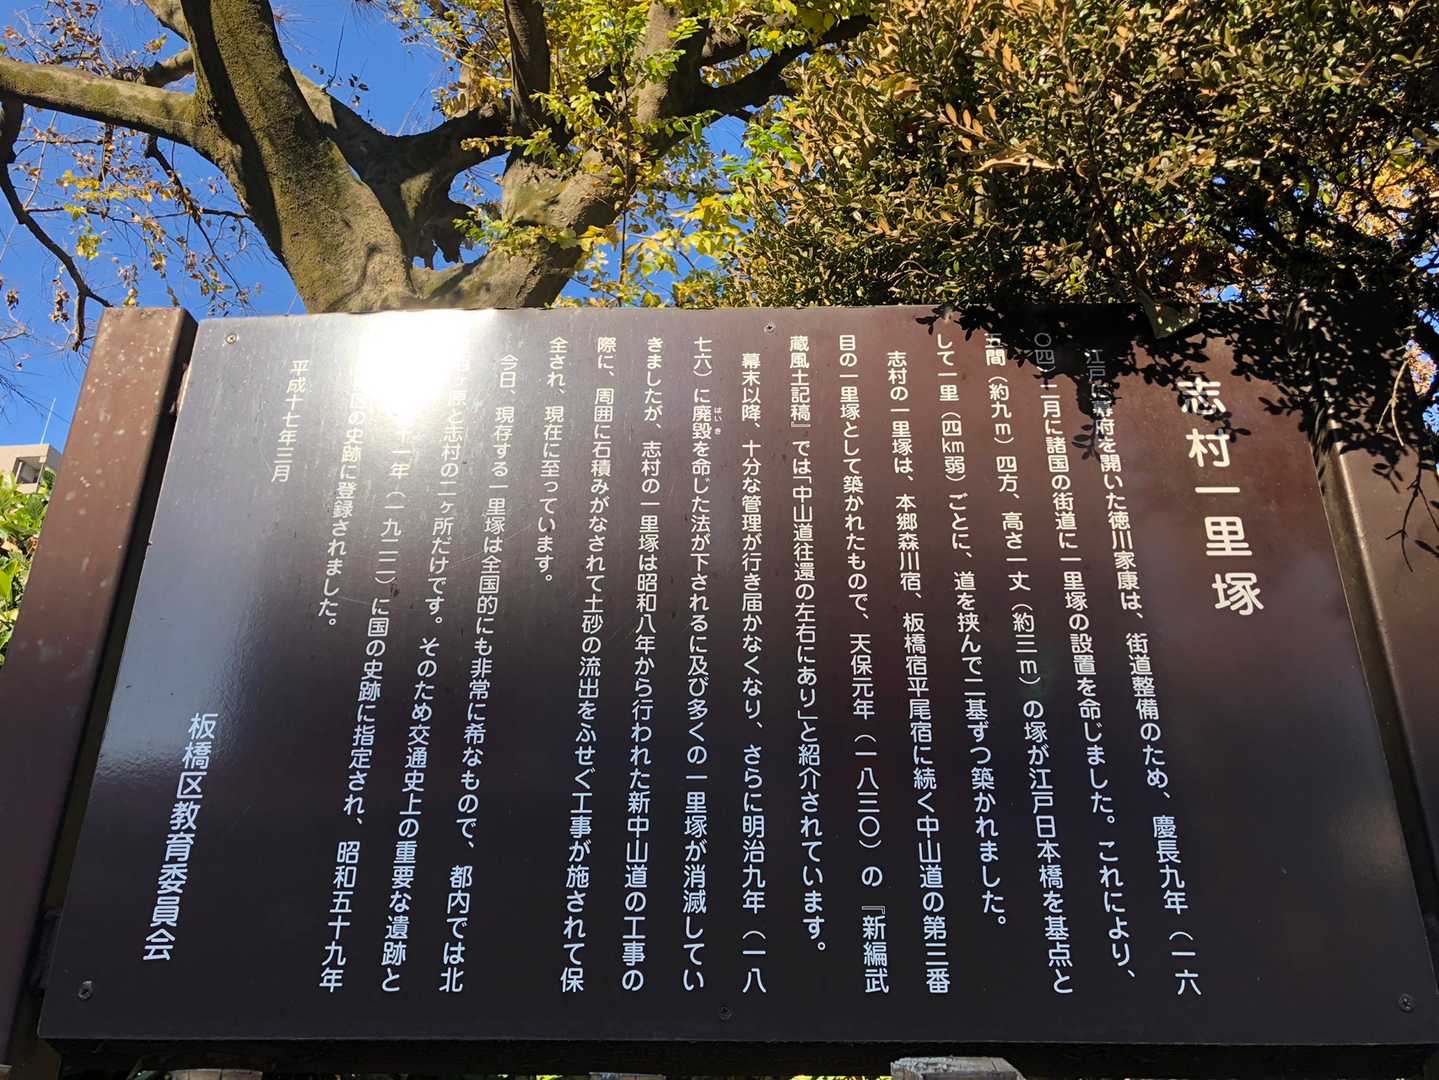 志村一里塚
江戸に幕府を開いた徳川家康は、街道整備のため、慶長九年（一六
〇四）二月に諸国の街道に一里塚の設置を命じました。これにより、
五間（約九ｍ）四方、高さ一丈（約三ｍ）の塚が江戸日本橋を基点と
して一里（四㎞弱）ごとに、道を挟んで二基ずつ築かれました。
志村の一里塚は、本郷森川宿、板橋宿平尾宿に続く中山道の第三番
目の一里塚として築かれたもので、天保元年（一八三〇）の『新編武
蔵風土記稿』では「中山道往還の左右にあり」と紹介されています。
幕末以降、十分な管理が行き届かなくなり、さらに明治九年（一八
七六）に廃毀を命じた法が下されるに及び多くの一里塚が消滅してい
はいき
きましたが、志村の一里塚は昭和八年から行われた新中山道の工事の
際に、周囲に石積みがなされて土砂の流出をふせぐ工事が施されて保
全され、現在に至っています。
今日、現存する一里塚は全国的にも非常に希なもので、都内では北
ヶ原と志村の二ヶ所だけです。そのため交通史上の重要な遺跡と
一年（一九二二）に国の史跡に指定され、昭和五十九年
区の史跡に登録されました。
平成十七年三月
板橋区教育委員会